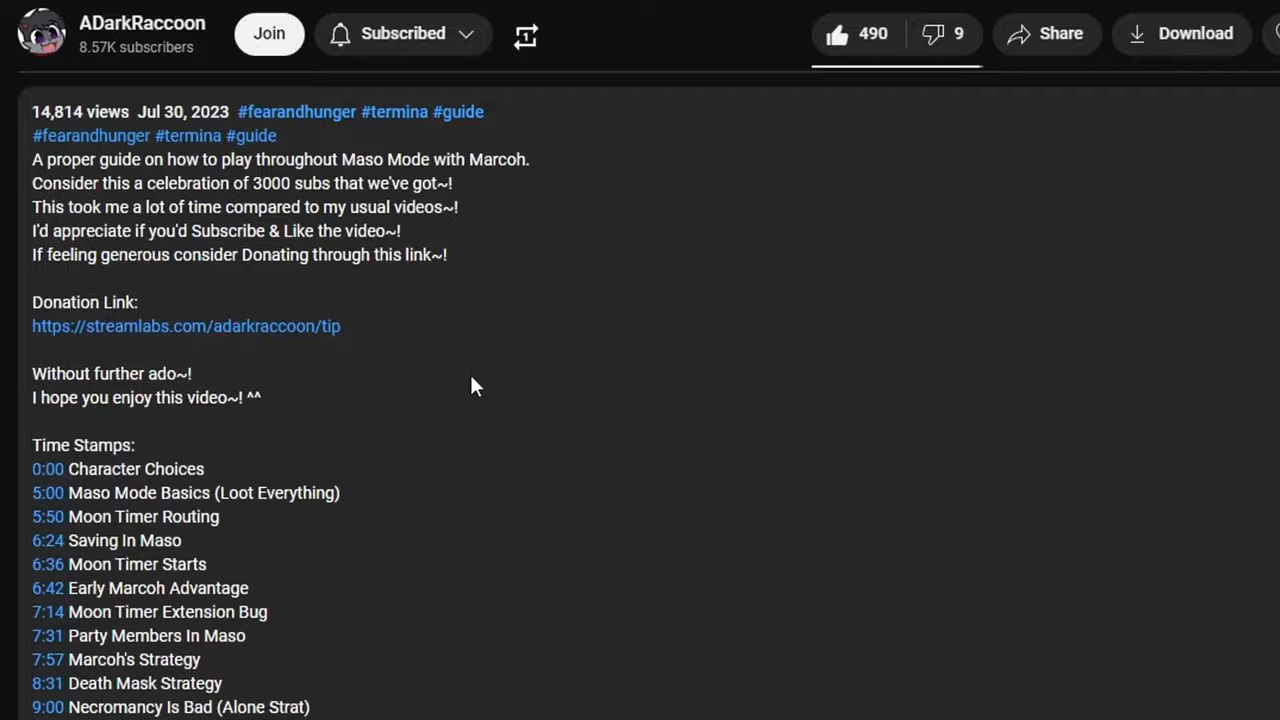 ADarkRaccoon
8.57K subscribers
Join
Subscribed
490
9
Share
Download
14,814 views Jul 30, 2023 #fearandhunger #termina #guide
#fearandhunger #termina #guide
A proper guide on how to play throughout Maso Mode with Marcoh.
Consider this a celebration of 3000 subs that we've got~!
This took me a lot of time compared to my usual videos~!
I'd appreciate if you'd Subscribe & Like the video~!
If feeling generous consider Donating through this link~!
Donation Link:
https://streamlabs.com/adarkraccoon/tip
Without further ado~!
I hope you enjoy this video~! ^^
Time Stamps:
0:00 Character Choices
5:00 Maso Mode Basics (Loot Everything)
5:50 Moon Timer Routing
6:24 Saving In Maso
6:36 Moon Timer Starts
6:42 Early Marcoh Advantage
7:14 Moon Timer Extension Bug
7:31 Party Members In Maso
7:57 Marcoh's Strategy
8:31 Death Mask Strategy
9:00 Necromancy Is Bad (Alone Strat)